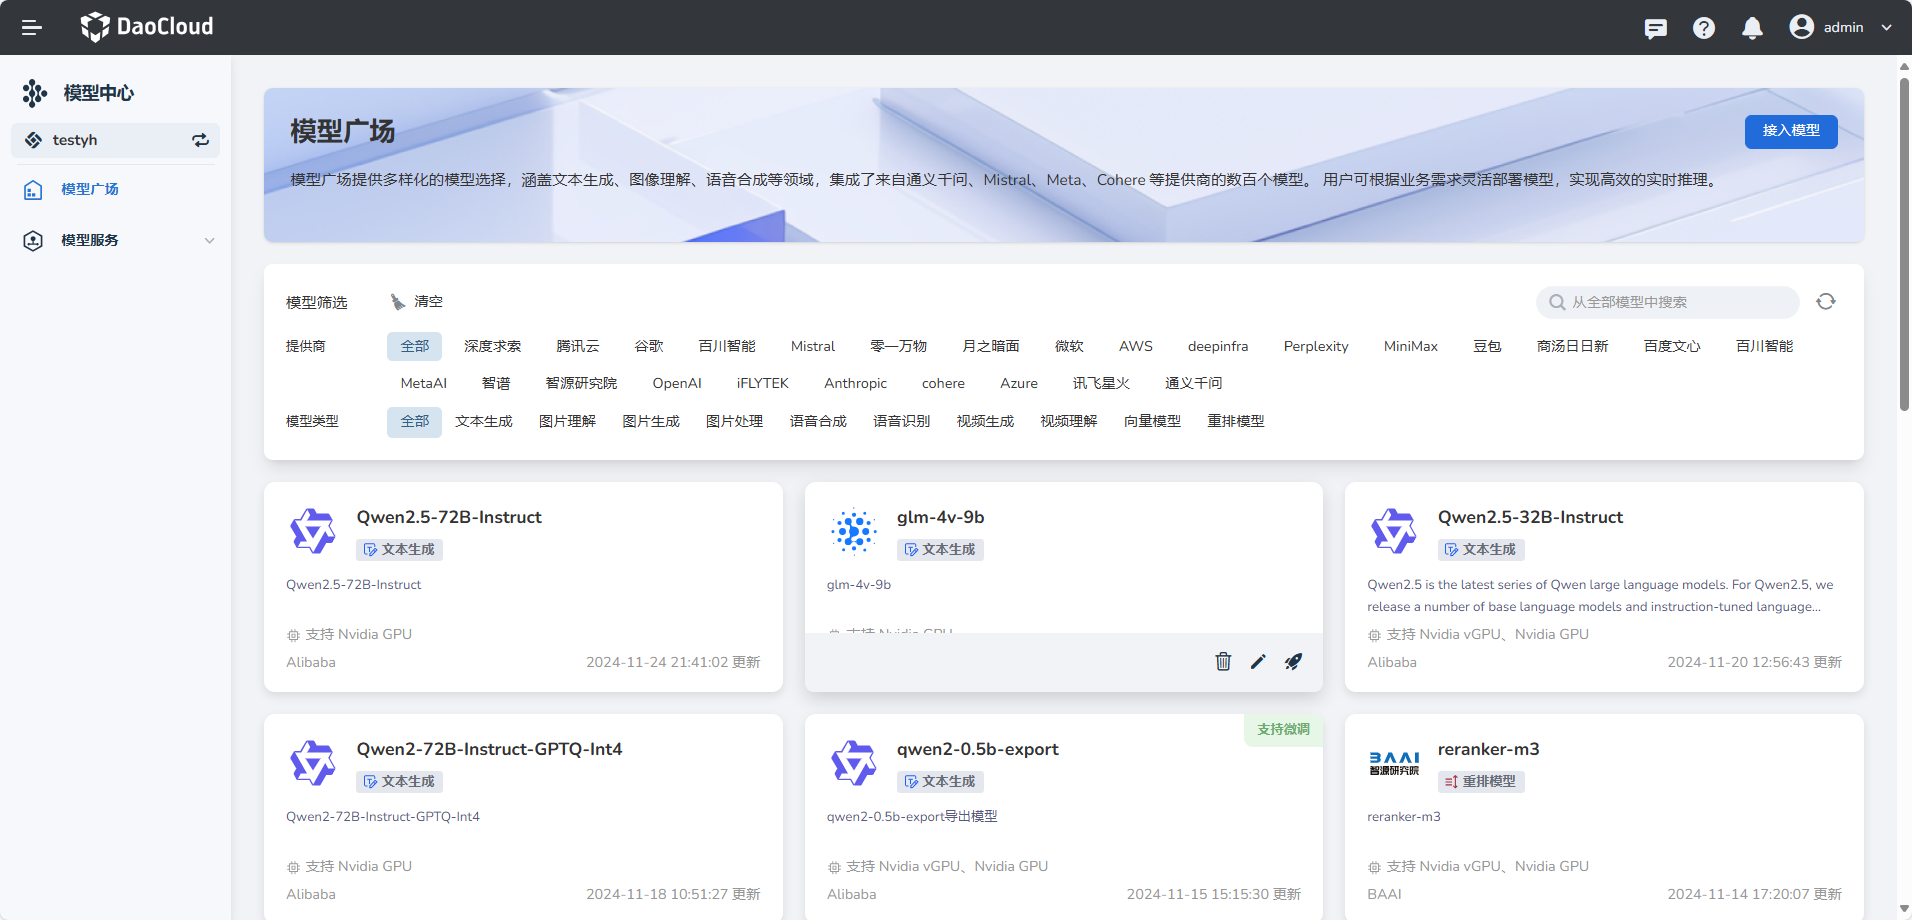 DaoCloud
admin
模型中心
testyh
模型广场
模型服务
模型广场
接入模型
模型广场提供多样化的模型选择，涵盖文本生成、图像理解、语音合成等领域，集成了来自通义千问、Mistral、Meta、Cohere 等提供商的数百个模型。 用户可根据业务需求灵活部署模型，实现高效的实时推理。
模型筛选 清空 从全部模型中搜索
提供商 全部 深度求索 腾讯云 谷歌 百川智能 Mistral 零一万物 月之暗面 微软 AWS deepinfra Perplexity MiniMax 豆包 商汤日日新 百度文心 百川智能
MetaAI 智谱 智源研究院 OpenAI iFLYTEK Anthropic cohere Azure 讯飞星火 通义千问
模型类型 全部 文本生成 图片理解 图片生成 图片处理 语音合成 语音识别 视频生成 视频理解 向量模型 重排模型
Qwen2.5-72B-Instruct
文本生成
Qwen2.5-72B-Instruct
支持 Nvidia GPU
Alibaba 2024-11-24 21:41:02 更新
glm-4v-9b
文本生成
glm-4v-9b
支持 Nvidia GPU
Qwen2.5-32B-Instruct
文本生成
Qwen2.5 is the latest series of Qwen large language models. For Qwen2.5, we
release a number of base language models and instruction-tuned language...
支持 Nvidia vGPU、Nvidia GPU
Alibaba 2024-11-20 12:56:43 更新
Qwen2-72B-Instruct-GPTQ-Int4
文本生成
Qwen2-72B-Instruct-GPTQ-Int4
支持 Nvidia GPU
Alibaba 2024-11-18 10:51:27 更新
支持微调
qwen2-0.5b-export
文本生成
qwen2-0.5b-export导出模型
支持 Nvidia vGPU、Nvidia GPU
Alibaba 2024-11-15 15:15:30 更新
BAAI
智源研究院
reranker-m3
重排模型
reranker-m3
支持 Nvidia vGPU、Nvidia GPU
BAAI 2024-11-14 17:20:07 更新